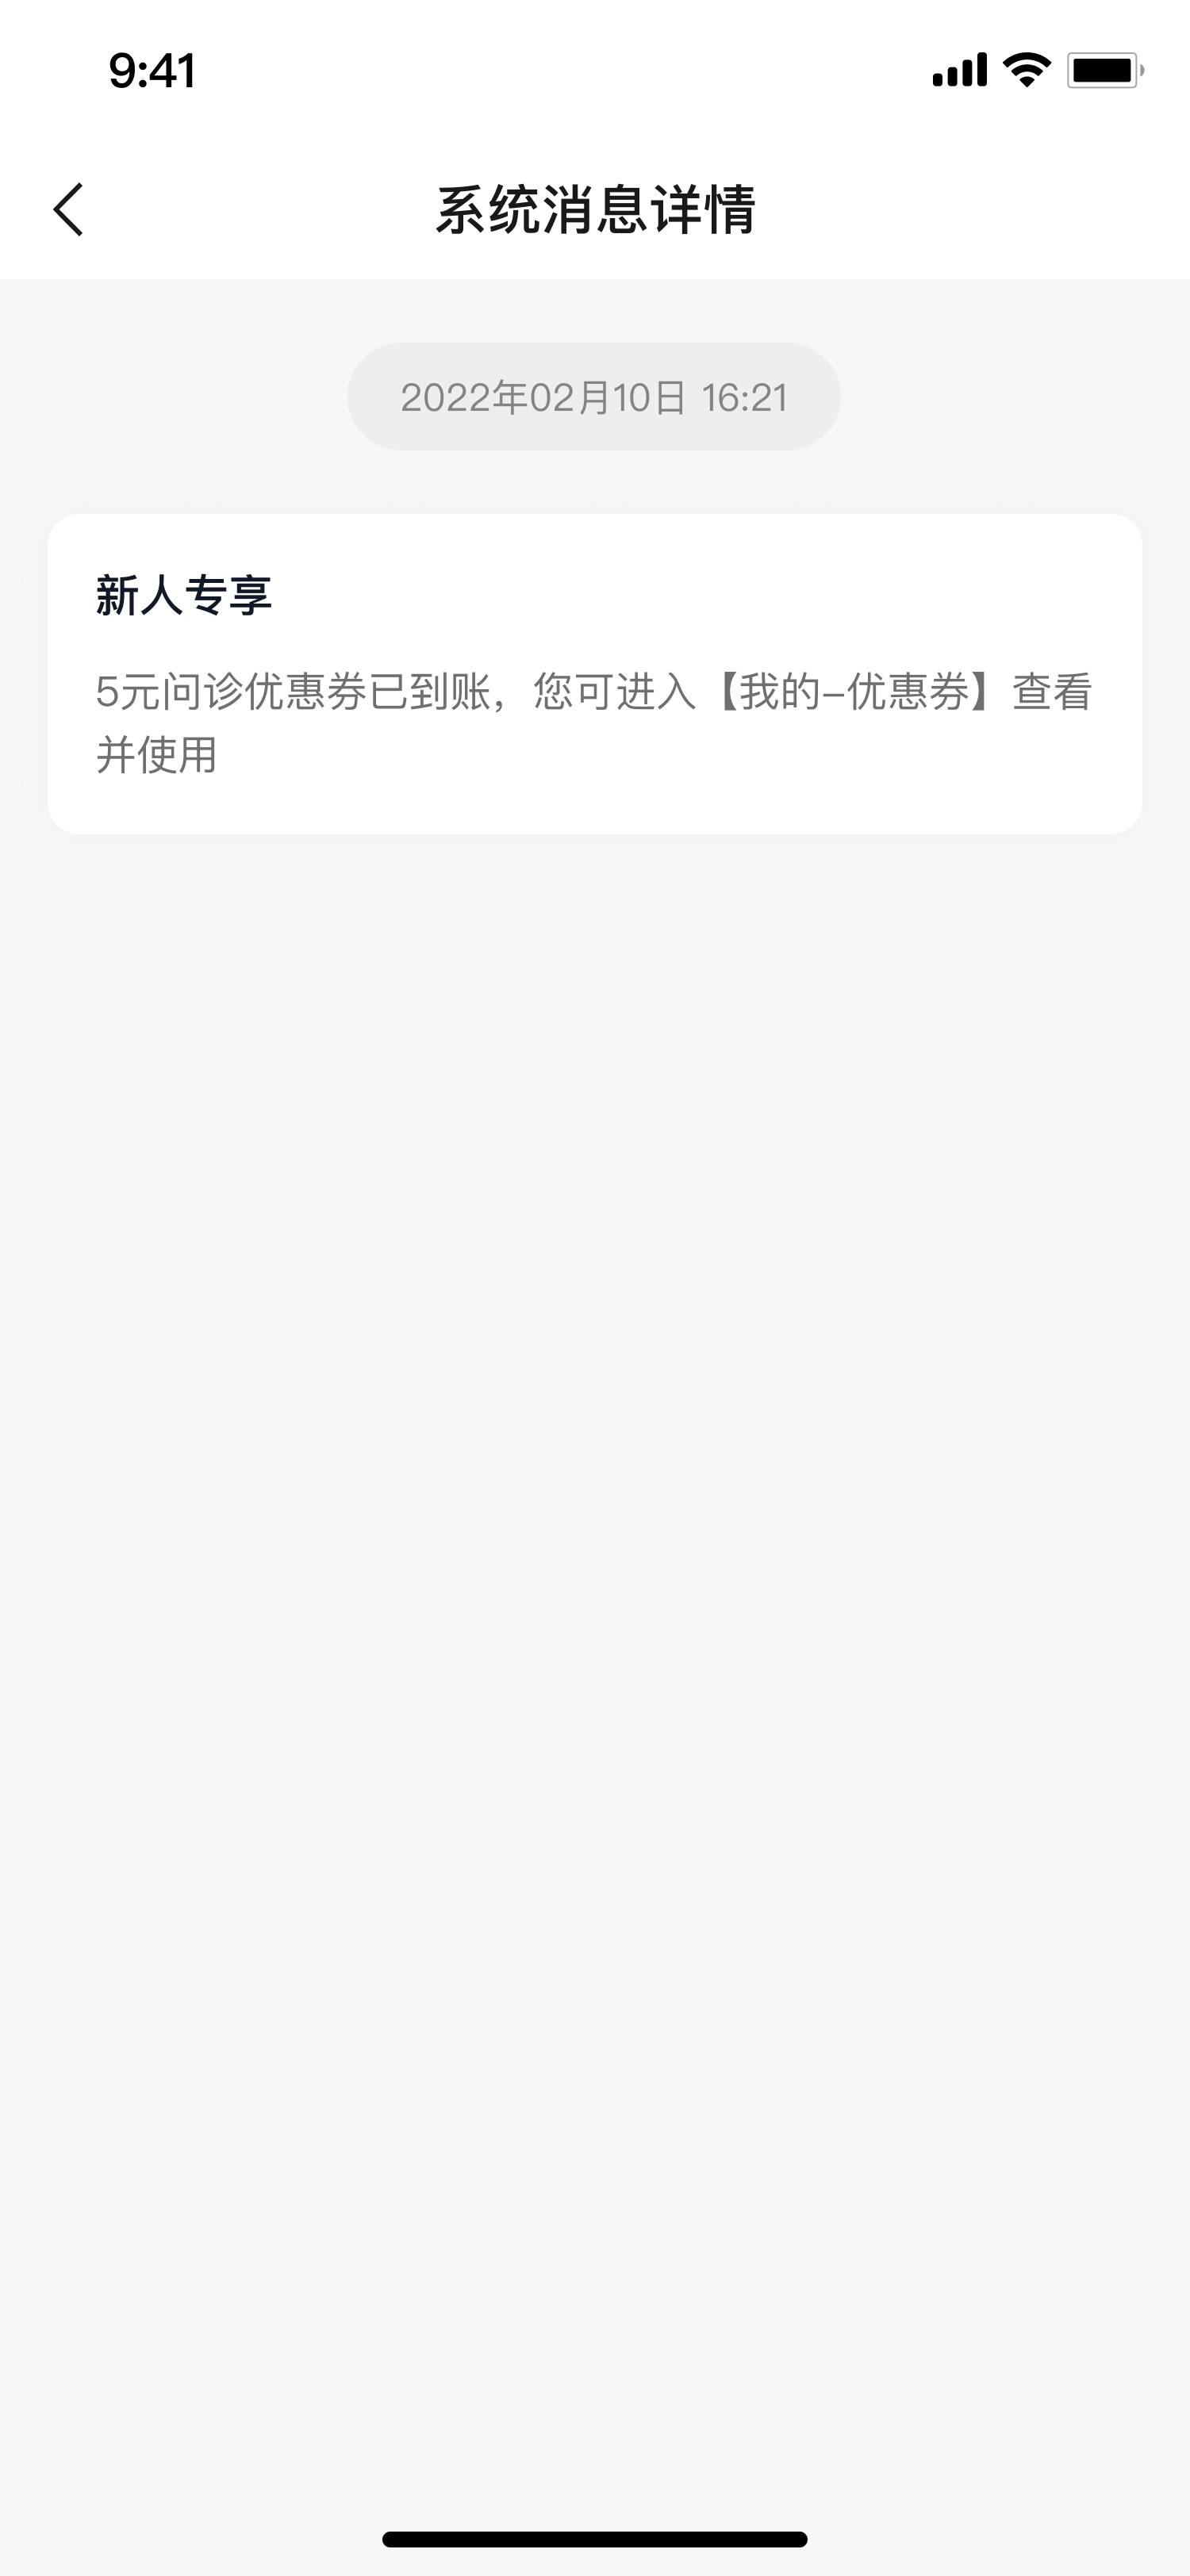 9:41
系统消息详情
2022年02月10日 16:21
新人专享
5元问诊优惠券已到账，您可进入【我的-优惠券】查看
并使用